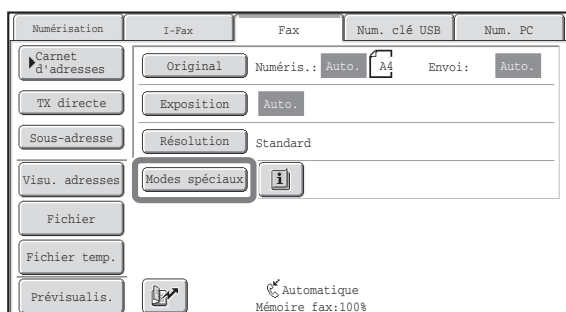 Numérisation
I-Fax
Fax
Num. clé USB
Num. PC
Carnet
d'adresses
TX directe
Sous-adresse
Visu. adresses
Fichier
Fichier temp.
Prévisualis.
Original
Numéris.: Auto. A4 Envoi: Auto.
Exposition
Auto.
Résolution
Standard
Modes spéciaux
Automatique
Mémoire fax:100%